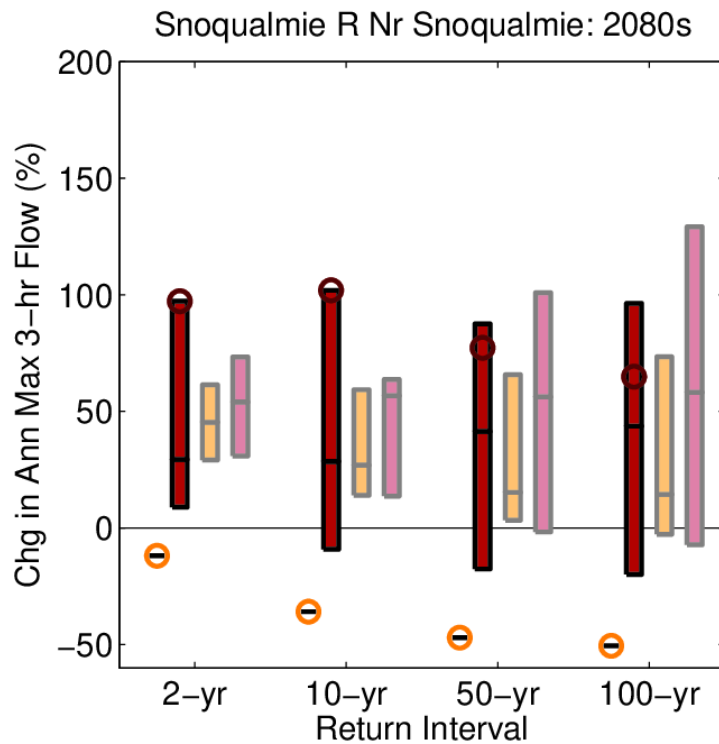 Snoqualmie R Nr Snoqualmie: 2080s
Chg in Ann Max 3−hr Flow (%)
200
150
100
50
0
−50
2−yr 10−yr 50−yr 100−yr
Return Interval